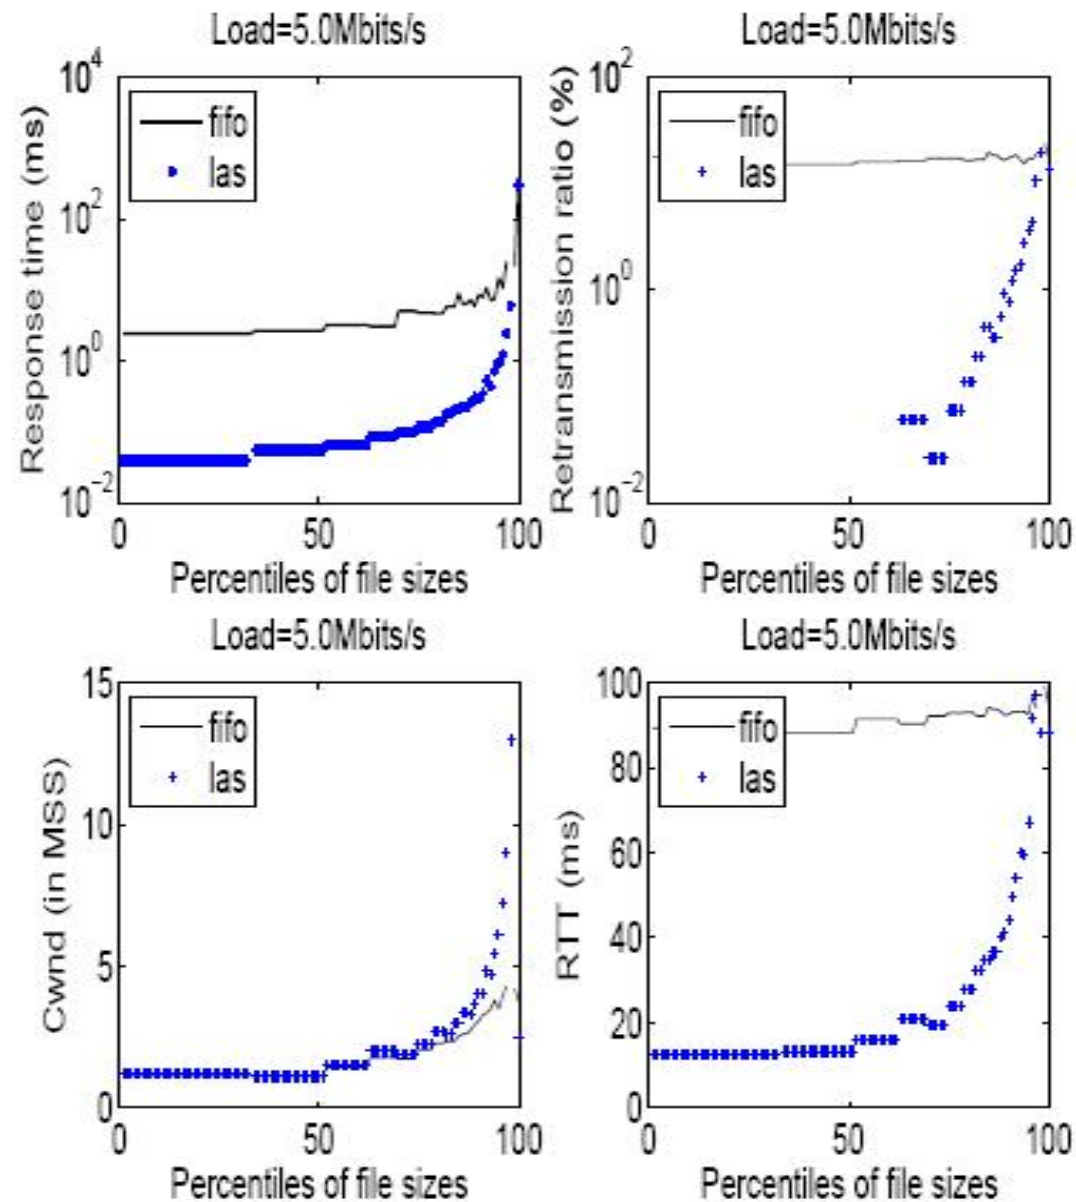 Load=5.0Mbits/s
Response time (ms)
10^4
10^2
10^0
10^-2
fifo
las
0 50 100
Percentiles of file sizes
Load=5.0Mbits/s
Retransmission ratio (%)
10^2
10^0
10^-2
fifo
las
0 50 100
Percentiles of file sizes
Load=5.0Mbits/s
Cwnd (in MSS)
15
10
5
0
fifo
las
0 50 100
Percentiles of file sizes
Load=5.0Mbits/s
RTT (ms)
100
80
60
40
20
0
fifo
las
0 50 100
Percentiles of file sizes